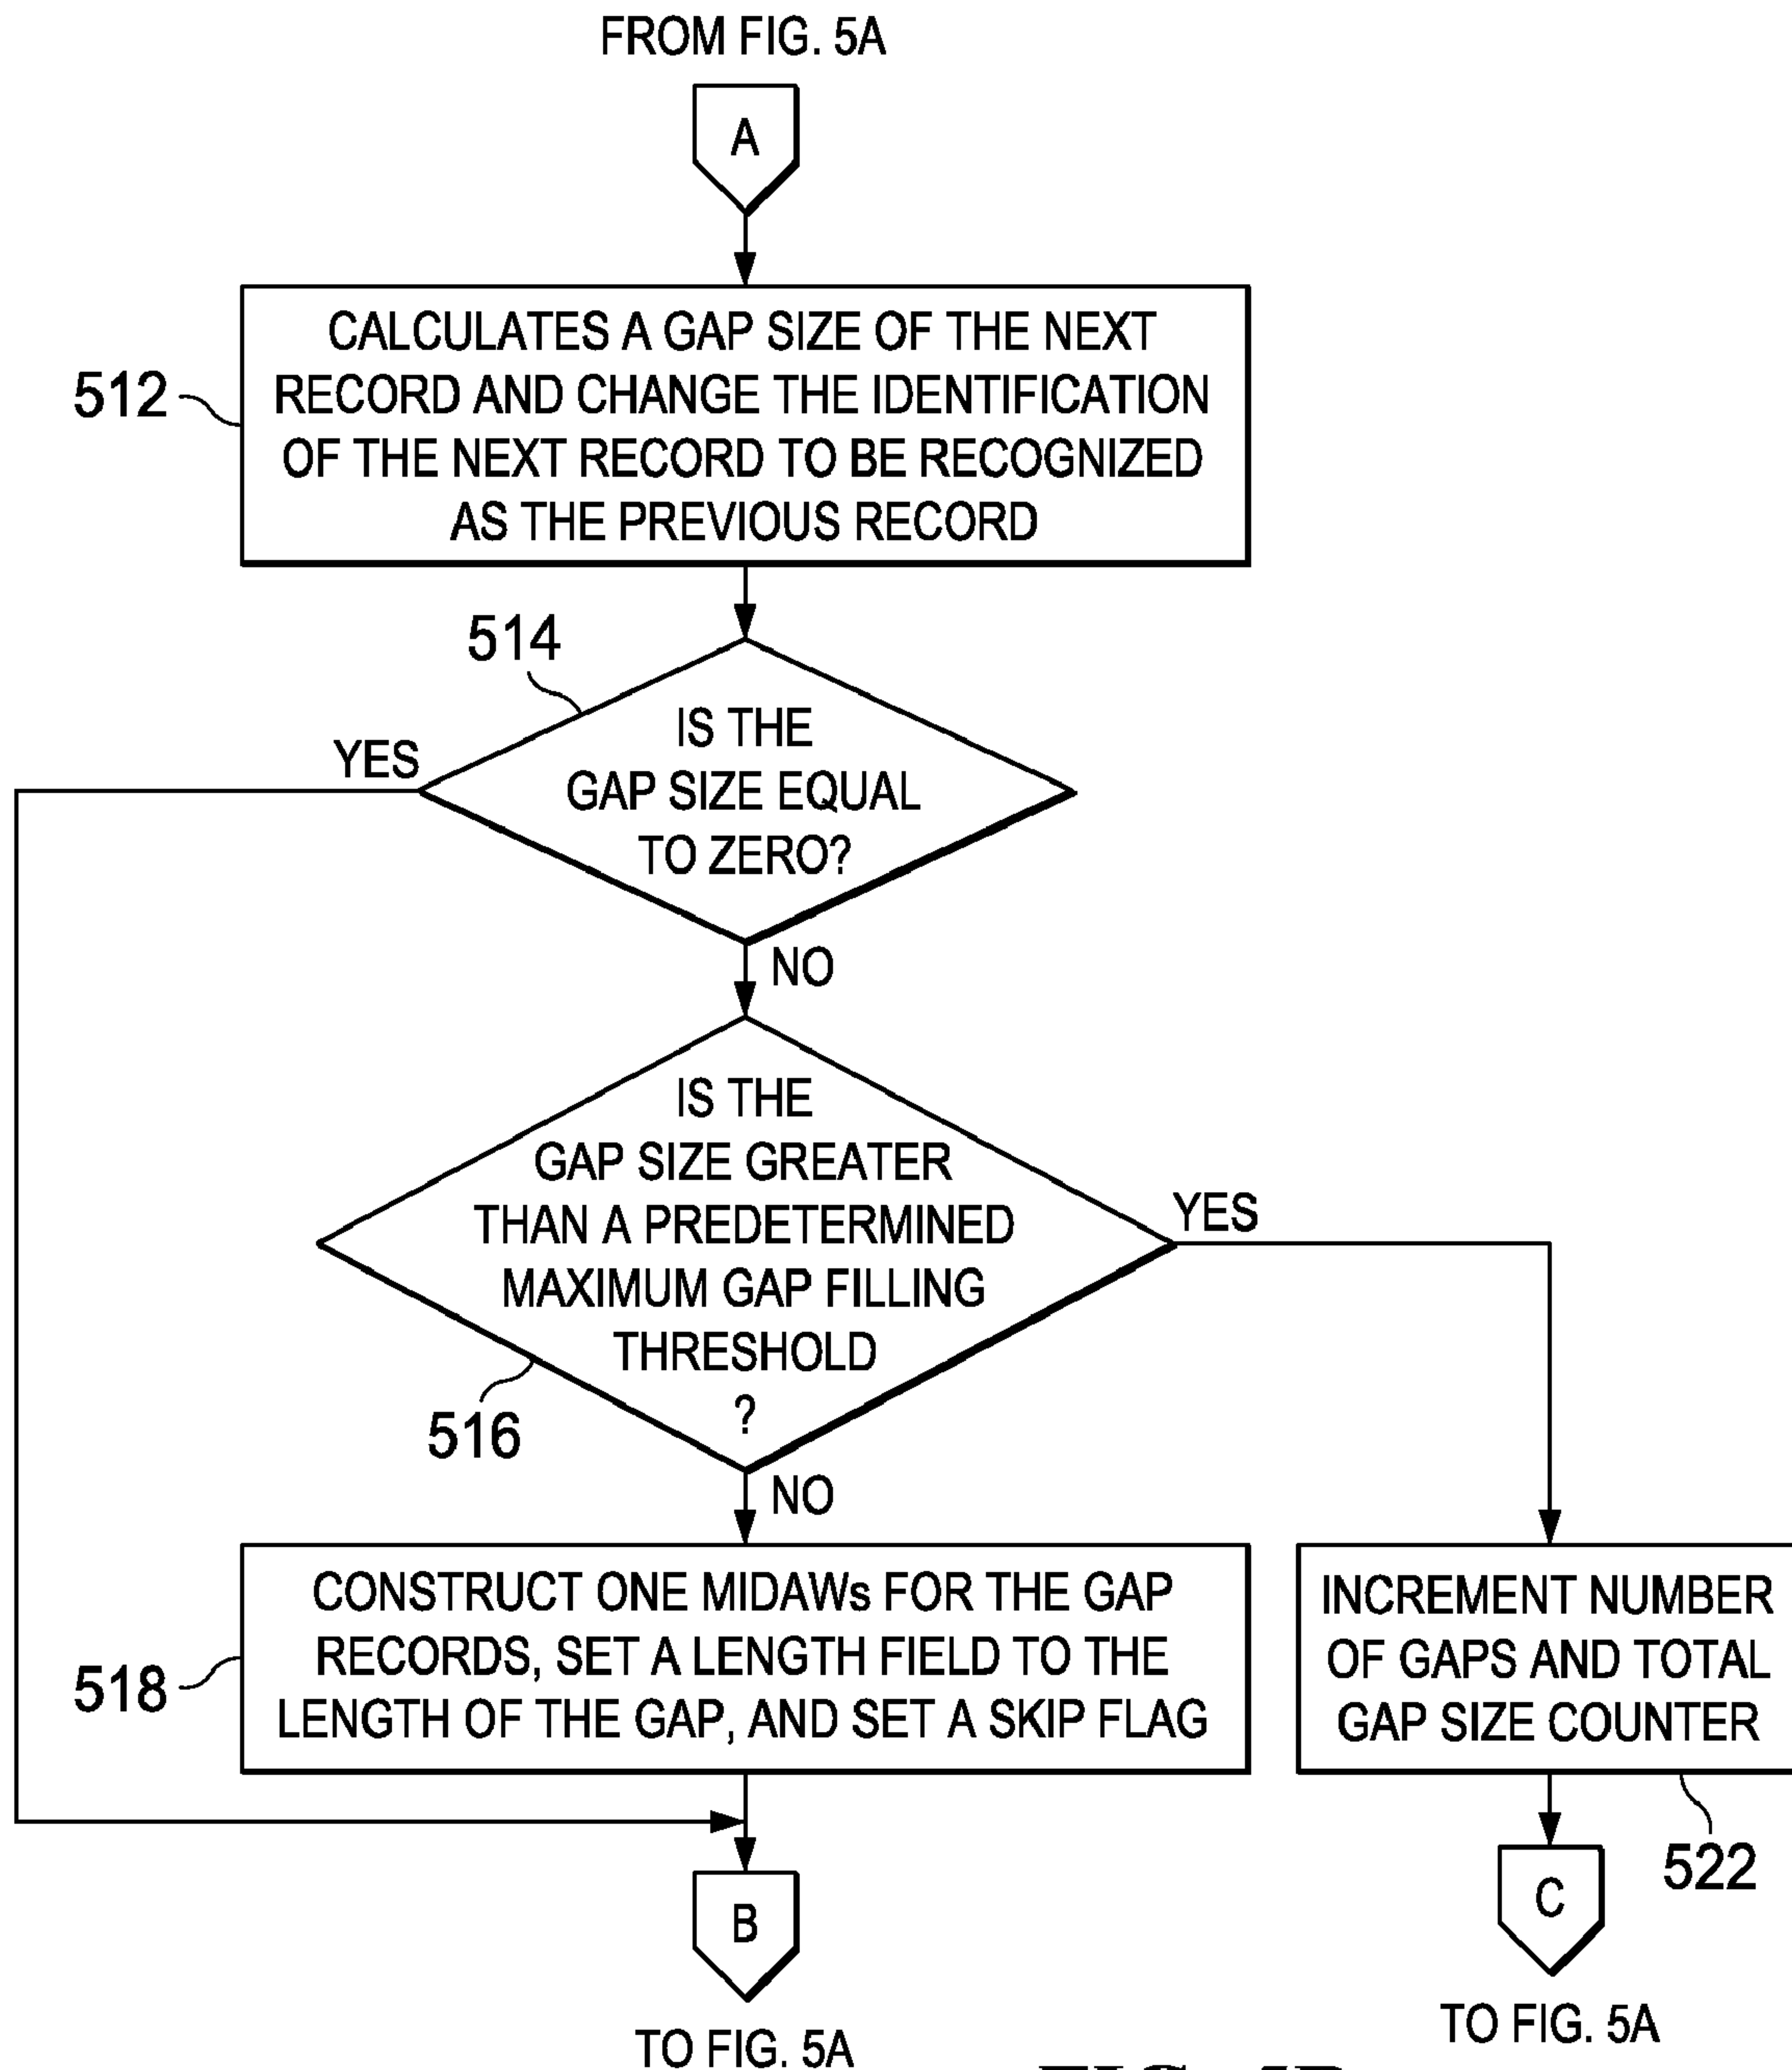 FROM FIG. 5A
A
512
CALCULATES A GAP SIZE OF THE NEXT
RECORD AND CHANGE THE IDENTIFICATION
OF THE NEXT RECORD TO BE RECOGNIZED
AS THE PREVIOUS RECORD
514
YES
IS THE
GAP SIZE EQUAL
TO ZERO?
NO
IS THE
GAP SIZE GREATER
THAN A PREDETERMINED
MAXIMUM GAP FILLING
THRESHOLD
?
YES
516
NO
518
CONSTRUCT ONE MIDAWs FOR THE GAP
RECORDS, SET A LENGTH FIELD TO THE
LENGTH OF THE GAP, AND SET A SKIP FLAG
INCREMENT NUMBER
OF GAPS AND TOTAL
GAP SIZE COUNTER
522
B
C
TO FIG. 5A
TO FIG. 5A